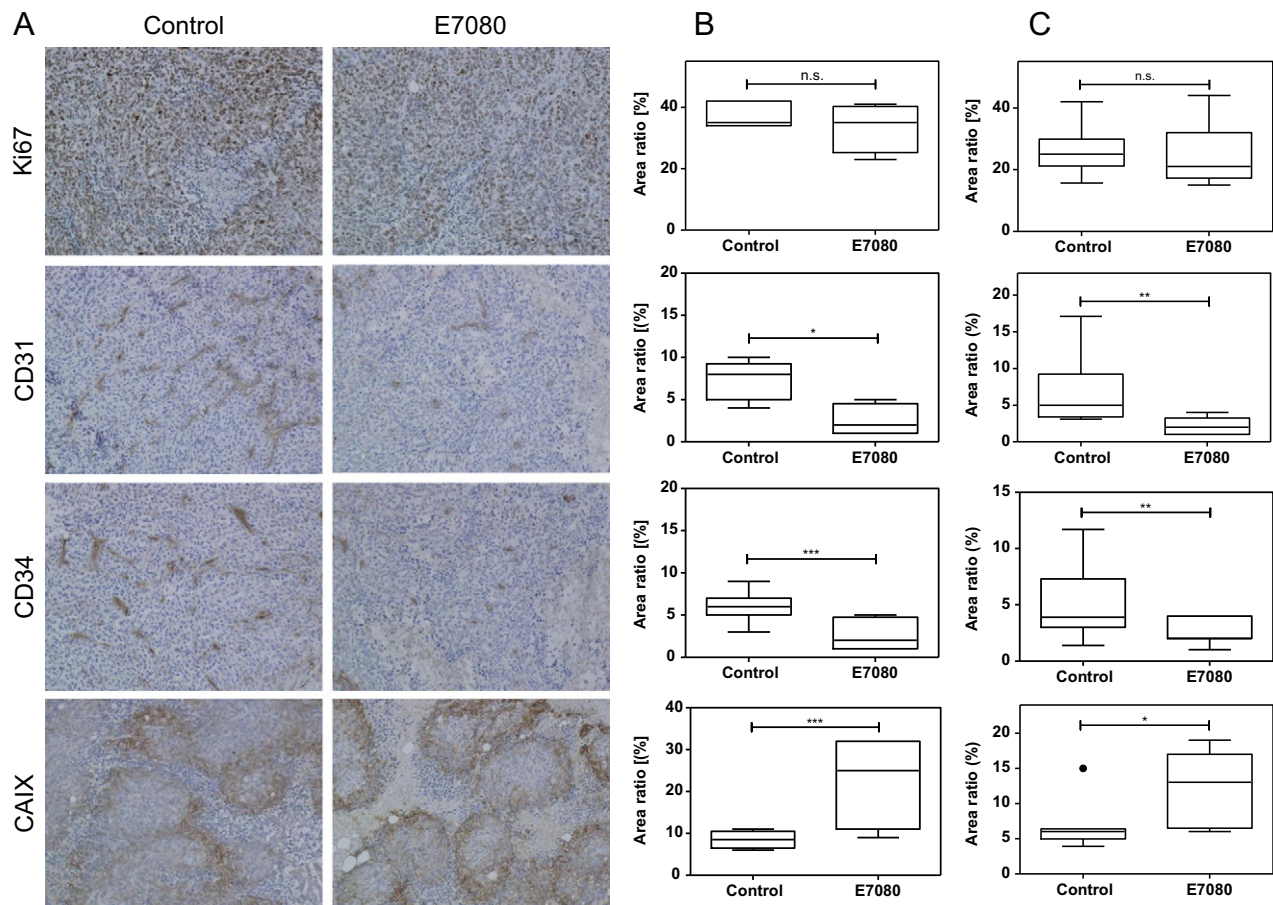 A
Control
E7080
B
C
Ki67
CD31
CD34
CAIX
Area ratio [%]
40
20
0
n.s.
Control
E7080
Area ratio [(%]
20
15
10
5
0
*
Control
E7080
Area ratio [(%]
20
15
10
5
0
***
Control
E7080
Area ratio [(%]
40
30
20
10
0
***
Control
E7080
Area ratio [%]
40
20
0
n.s.
Control
E7080
Area ratio (%)
20
15
10
5
0
**
Control
E7080
Area ratio (%)
15
10
5
0
**
Control
E7080
Area ratio (%)
20
15
10
5
0
*
Control
E7080